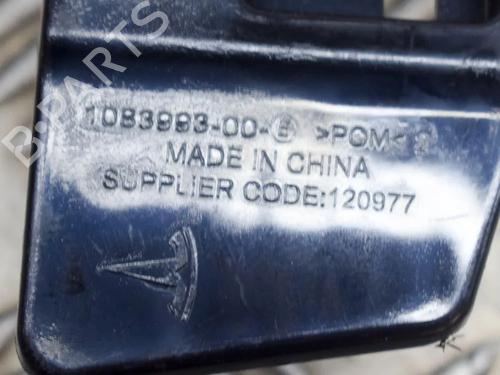 1083993-00-E >POM<
MADE IN CHINA
SUPPLIER CODE:120977
B-PARTS